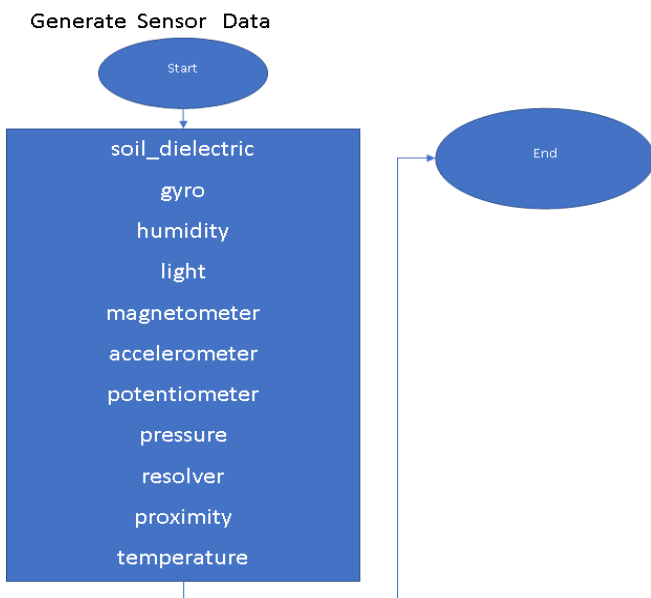 Generate Sensor Data
Start
soil_dielectric
gyro
humidity
light
magnetometer
accelerometer
potentiometer
pressure
resolver
proximity
temperature
End